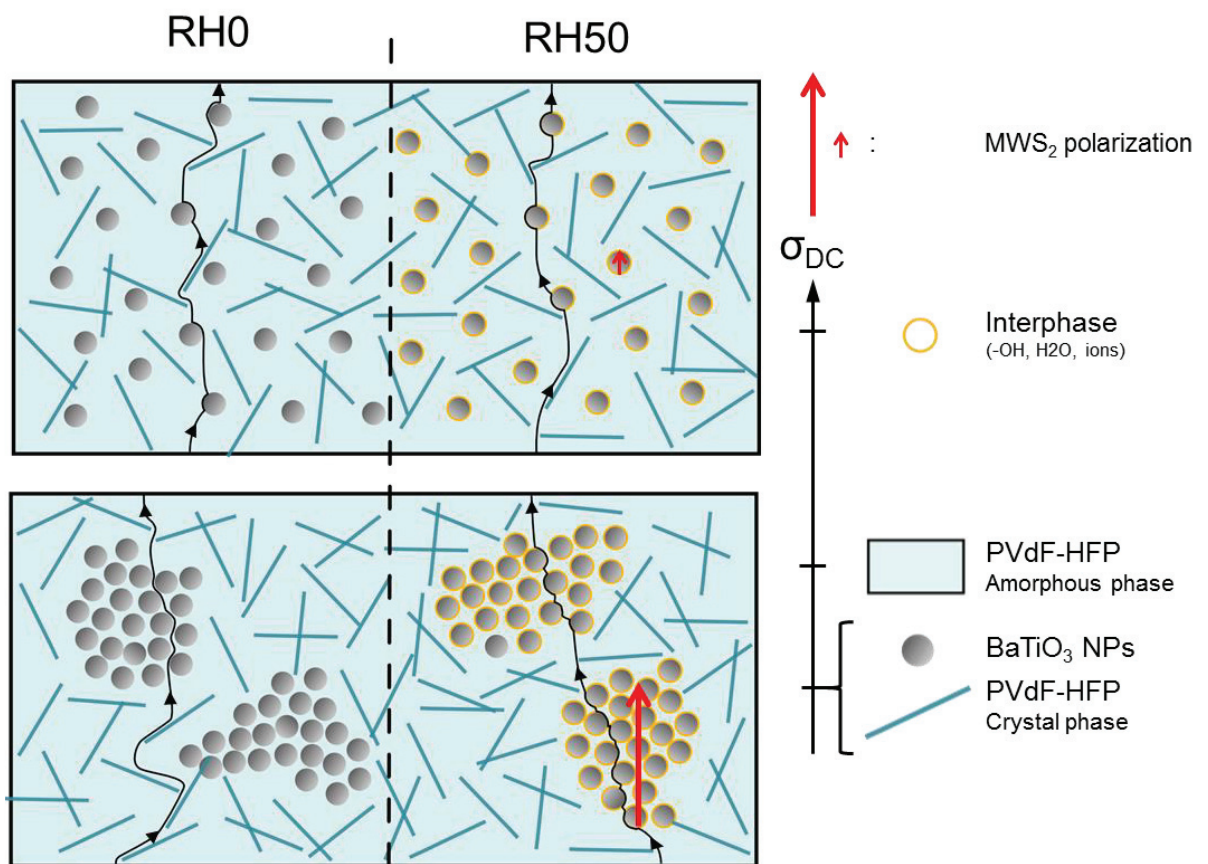 RH0
RH50
: MWS₂ polarization
σDC
Interphase
(-OH, H2O, ions)
PVdF-HFP
Amorphous phase
BaTiO₃ NPs
PVdF-HFP
Crystal phase